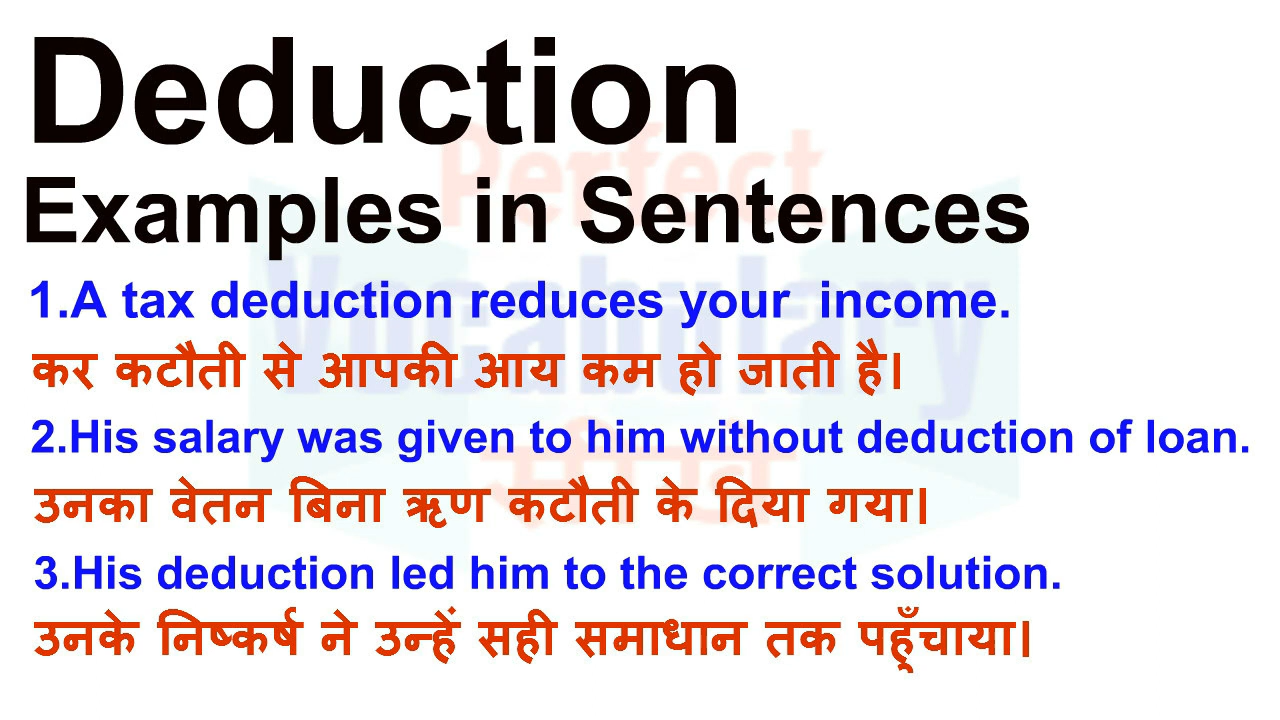 Deduction
Examples in Sentences
1.A tax deduction reduces your  income.
कर कटौती से आपकी आय कम हो जाती है।
2.His salary was given to him without deduction of loan.
उनका वेतन बिना ऋण कटौती के दिया गया।
3.His deduction led him to the correct solution.
उनके निष्कर्ष ने उन्हें सही समाधान तक पहुँचाया।
Perfect
Vocabulary